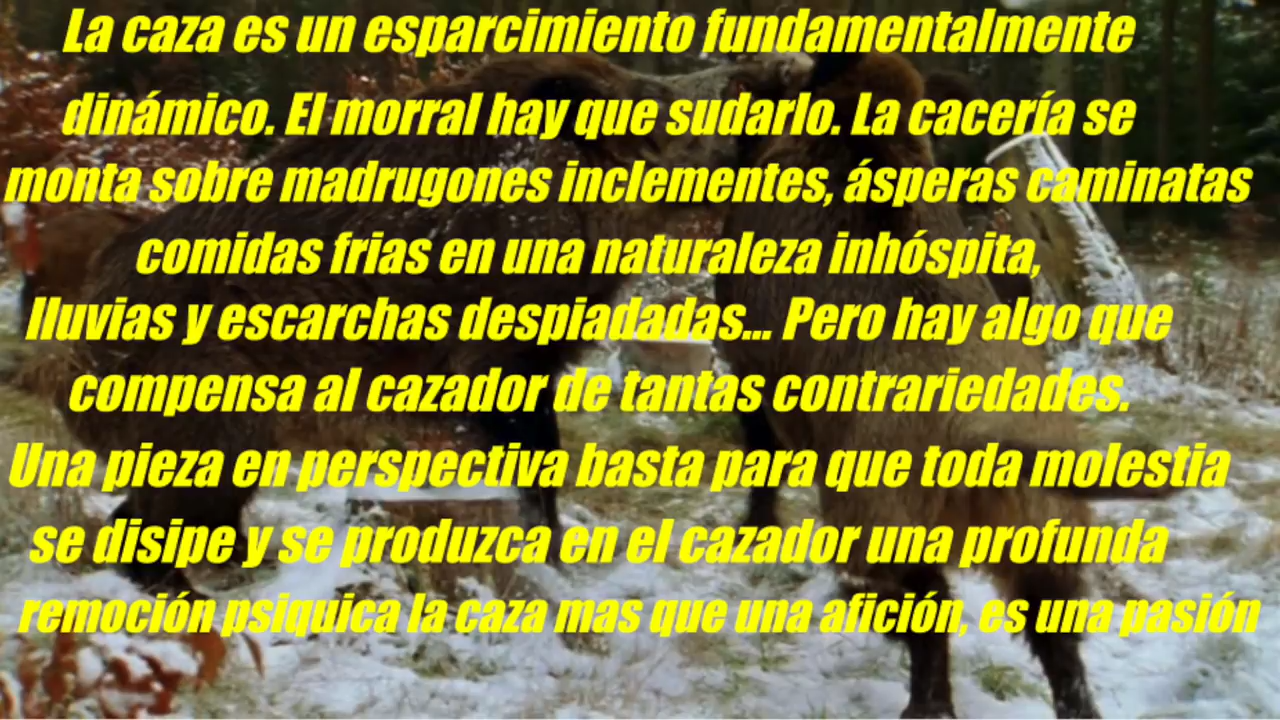 La caza es un esparcimiento fundamentalmente
dinámico. El morral hay que sudarlo. La cacería se
monta sobre madrugones inclementes, ásperas caminatas
comidas frias en una naturaleza inhóspita,
lluvias y escarchas despiadadas... Pero hay algo que
compensa al cazador de tantas contrariedades.
Una pieza en perspectiva basta para que toda molestia
se disipe y se produzca en el cazador una profunda
remoción psiquica la caza mas que una afición, es una pasión